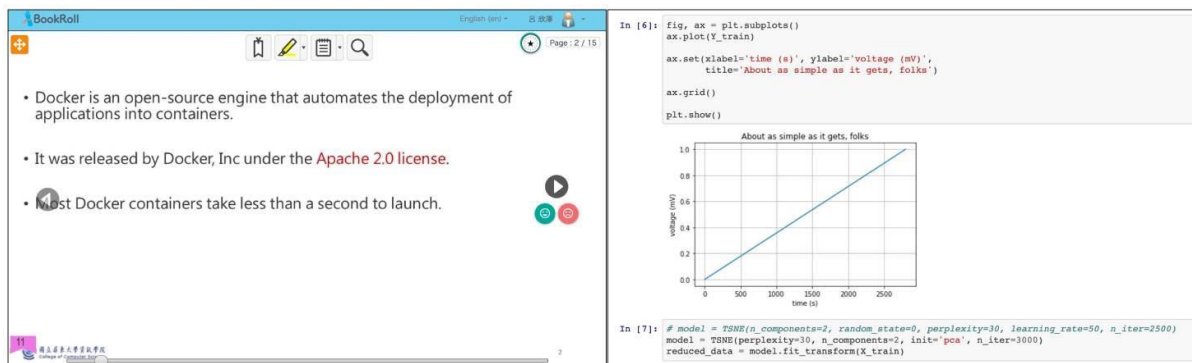 BookRoll
English (en)
Page : 2 / 15
• Docker is an open-source engine that automates the deployment of
applications into containers.
• It was released by Docker, Inc under the Apache 2.0 license.
• Most Docker containers take less than a second to launch.
11
College of Computer
2
In [6]: fig, ax = plt.subplots()
ax.plot(Y_train)
ax.set(xlabel='time (s)', ylabel='voltage (mV)',
title='About as simple as it gets, folks')
ax.grid()
plt.show()
About as simple as it gets, folks
1.0
0.8
0.6
0.4
0.2
0.0
voltage (mV)
0 500 1000 1500 2000 2500
time (s)
In [7]: # model = TSNE(n_components=2, random_state=0, perplexity=30, learning_rate=50, n_iter=2500)
model = TSNE(perplexity=30, n_components=2, init='pca', n_iter=3000)
reduced_data = model.fit_transform(X_train)